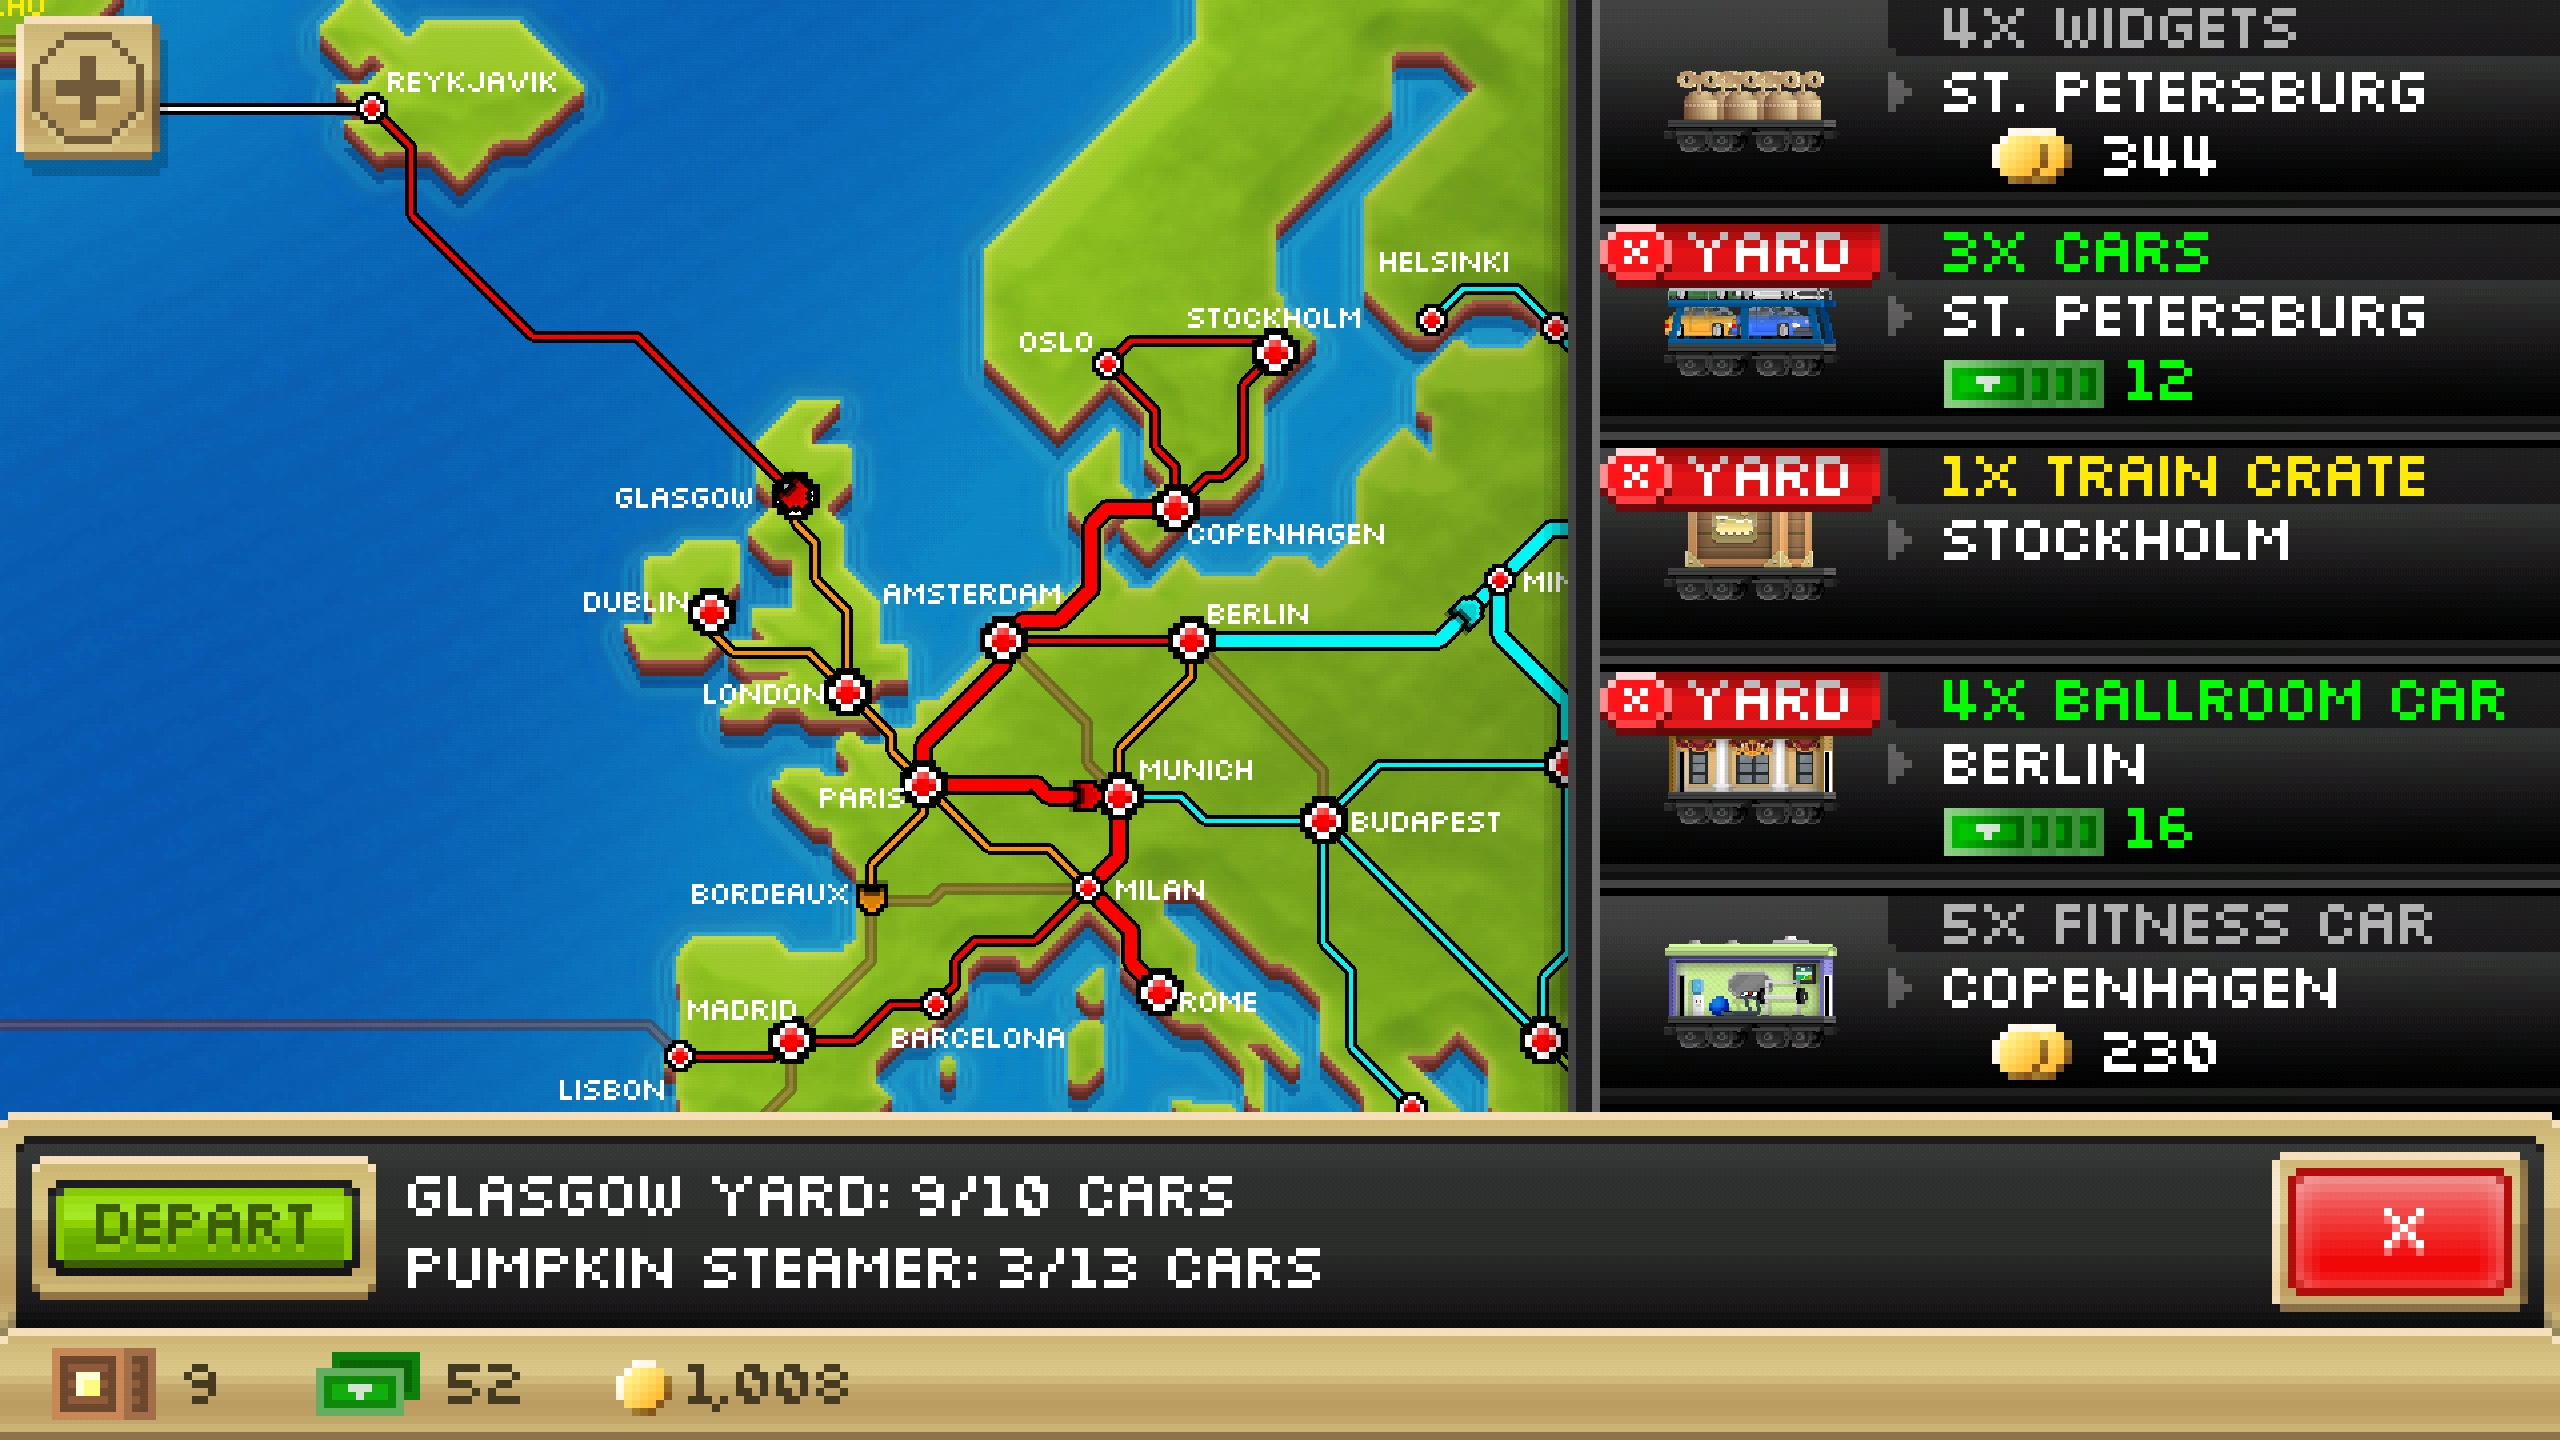 REYKJAVIK
HELSINKI
STOCKHOLM
OSLO
GLASGOW
COPENHAGEN
AMSTERDAM
DUBLIN
BERLIN
LONDON
MUNICH
PARIS
BUDAPEST
BORDEAUX
MILAN
MADRID
ROME
BARCELONA
LISBON
4X WIDGETS
ST. PETERSBURG
344
YARD
3X CARS
ST. PETERSBURG
12
YARD
1X TRAIN CRATE
STOCKHOLM
YARD
4X BALLROOM CAR
BERLIN
16
5X FITNESS CAR
COPENHAGEN
230
DEPART
GLASGOW YARD: 9/10 CARS
PUMPKIN STEAMER: 3/13 CARS
X
9
52
1,008